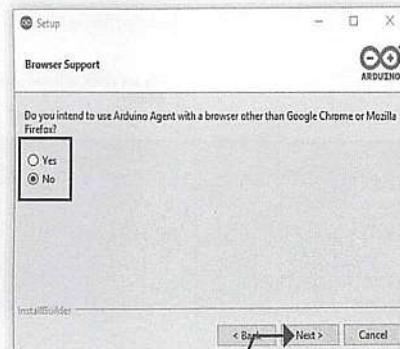 Setup
Browser Support
ARDUINO
Do you intend to use Arduino Agent with a browser other than Google Chrome or Mozilla
Firefox?
Yes
No
InstallBuilder
< Back
Next >
Cancel